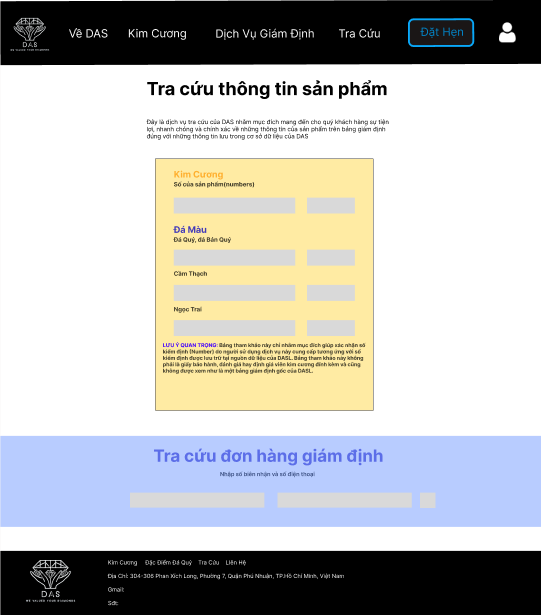 DAS
WE VALUED YOUR DIAMONDS
Về DAS
Kim Cương
Dịch Vụ Giám Định
Tra Cứu
Đặt Hẹn
Tra cứu thông tin sản phẩm
Đây là dịch vụ tra cứu của DAS nhằm mục đích mang đến cho quý khách hàng sự tiện
lợi, nhanh chóng và chính xác về những thông tin của sản phẩm trên bảng giám định
đúng với những thông tin lưu trong cơ sở dữ liệu của DAS
Kim Cương
Số của sản phẩm(numbers)
Đá Màu
Đá Quý, đá Bán Quý
Cẩm Thạch
Ngọc Trai
LƯU Ý QUAN TRỌNG: Bảng tham khảo này chỉ nhằm mục đích giúp xác nhận số
kiểm định (Number) do người sử dụng dịch vụ này cung cấp tương ứng với số
kiểm định được lưu trữ tại nguồn dữ liệu của DASL. Bảng tham khảo này không
phải là giấy bảo hành, đánh giá hay định giá viên kim cương đính kèm và cũng
không được xem như là một bảng giám định gốc của DASL.
Tra cứu đơn hàng giám định
Nhập số biên nhận và số điện thoại
DAS
WE VALUED YOUR DIAMONDS
Kim Cương
Đặc Điểm Đá Quý
Tra Cứu
Liên Hệ
Địa Chỉ: 304-306 Phan Xích Long, Phường 7, Quận Phú Nhuận, TP.Hồ Chí Minh, Việt Nam
Gmail:
Sđt: